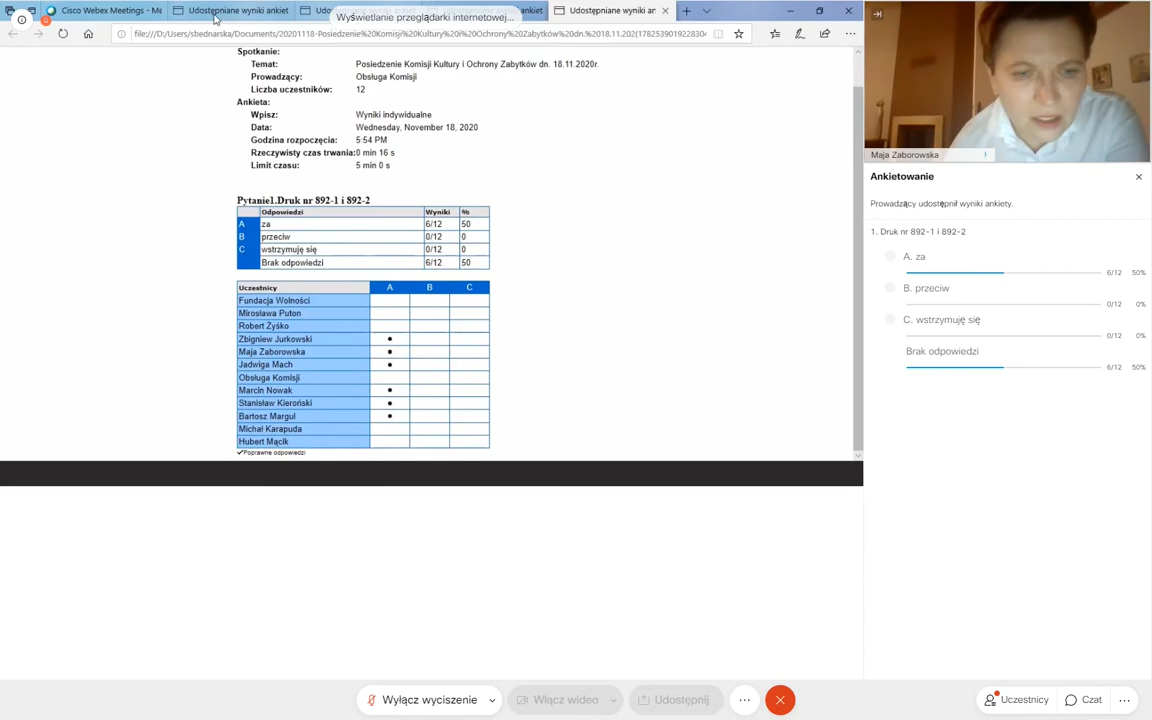 Cisco Webex Meetings - Me
Udostępniane wyniki ankiet
Wyświetlanie przeglądarki internetowej...
Udostępniane wyniki an
file:///D:/Users/sbednarska/Documents/20201118-Posiedzenie%20Komisji%20Kultury%20i%20Ochrony%20Zabytków%20dn.%2018.11.202(1782539019228304
Spotkanie:
Temat: Posiedzenie Komisji Kultury i Ochrony Zabytków dn. 18.11.2020r.
Prowadzący: Obsługa Komisji
Liczba uczestników: 12
Ankieta:
Wpisz: Wyniki indywidualne
Data: Wednesday, November 18, 2020
Godzina rozpoczęcia: 5:54 PM
Rzeczywisty czas trwania:0 min 16 s
Limit czasu: 5 min 0 s
Pytanie1.Druk nr 892-1 i 892-2
Odpowiedzi Wyniki %
A za 6/12 50
B przeciw 0/12 0
C wstrzymuję się 0/12 0
Brak odpowiedzi 6/12 50
Uczestnicy A B C
Fundacja Wolności
Mirosława Puton
Robert Żyśko
Zbigniew Jurkowski •
Maja Zaborowska •
Jadwiga Mach •
Obsługa Komisji
Marcin Nowak •
Stanisław Kieroński •
Bartosz Margul •
Michał Karapuda
Hubert Mącik
✓Poprawne odpowiedzi
Maja Zaborowska
Ankietowanie
Prowadzący udostępnił wyniki ankiety.
1. Druk nr 892-1 i 892-2
A. za
6/12 50%
B. przeciw
0/12 0%
C. wstrzymuję się
0/12 0%
Brak odpowiedzi
6/12 50%
Wyłącz wyciszenie
Włącz wideo
Udostępnij
Uczestnicy
Czat